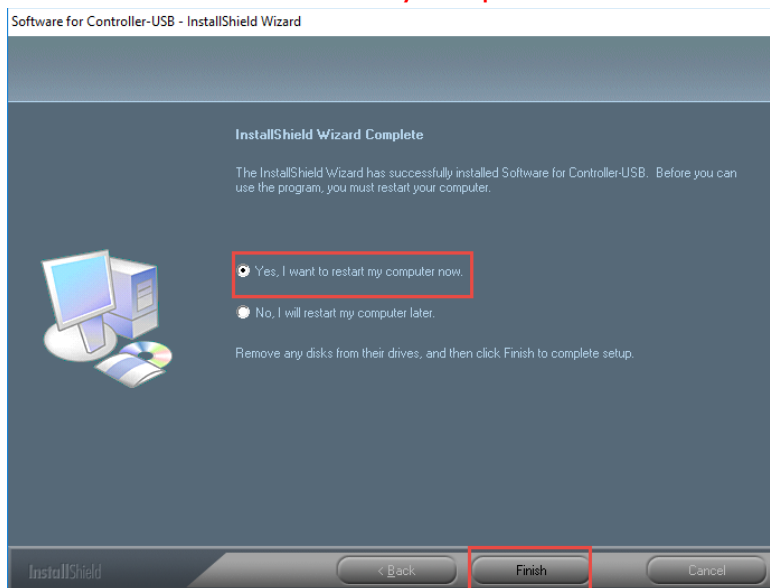 Software for Controller-USB - InstallShield Wizard
InstallShield Wizard Complete
The InstallShield Wizard has successfully installed Software for Controller-USB. Before you can
use the program, you must restart your computer.
Yes, I want to restart my computer now.
No, I will restart my computer later.
Remove any disks from their drives, and then click Finish to complete setup.
InstallShield
< Back
Finish
Cancel